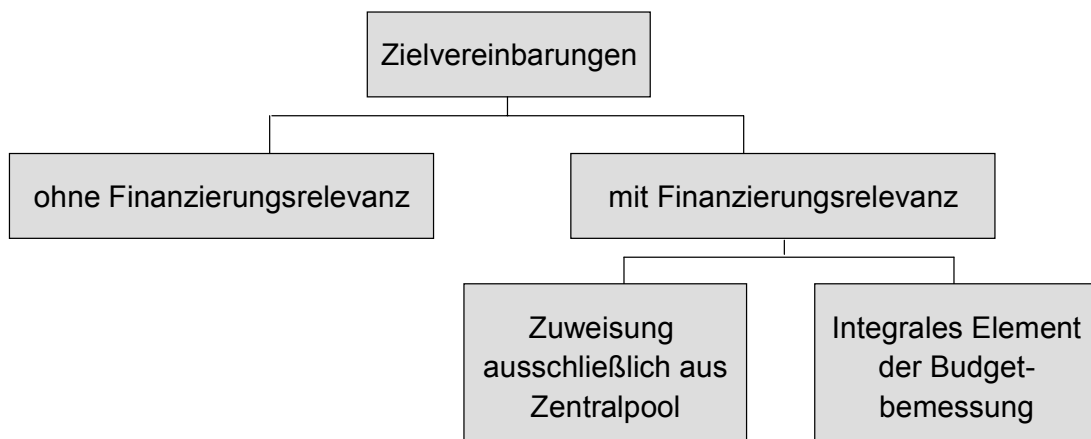 Zielvereinbarungen
ohne Finanzierungsrelevanz
mit Finanzierungsrelevanz
Zuweisung
ausschließlich aus
Zentralpool
Integrales Element
der Budget-
bemessung